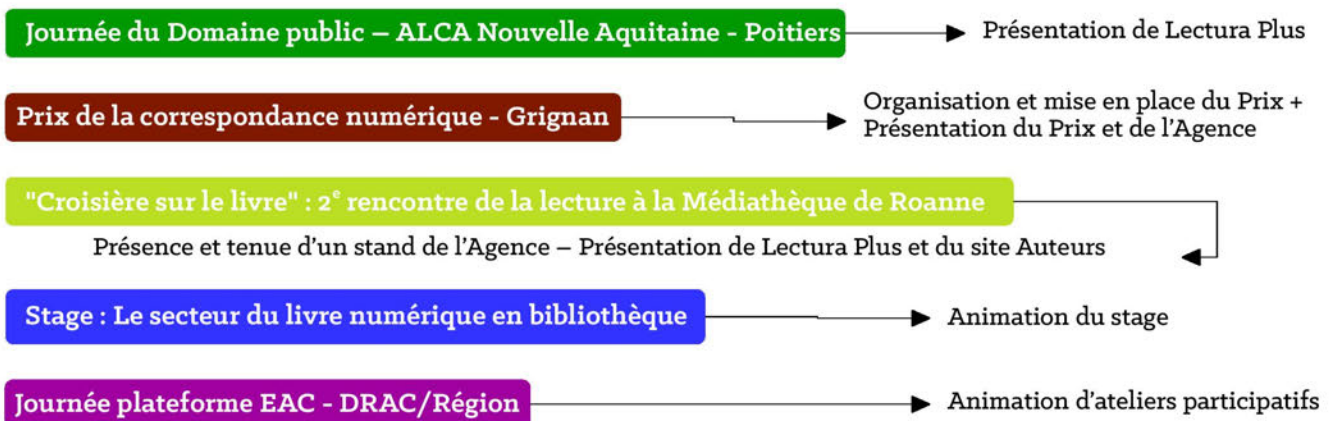 Journée du Domaine public – ALCA Nouvelle Aquitaine - Poitiers
Présentation de Lectura Plus
Prix de la correspondance numérique - Grignan
Organisation et mise en place du Prix +
Présentation du Prix et de l'Agence
"Croisière sur le livre" : 2e rencontre de la lecture à la Médiathèque de Roanne
Présence et tenue d'un stand de l'Agence – Présentation de Lectura Plus et du site Auteurs
Stage : Le secteur du livre numérique en bibliothèque
Animation du stage
Journée plateforme EAC - DRAC/Région
Animation d'ateliers participatifs